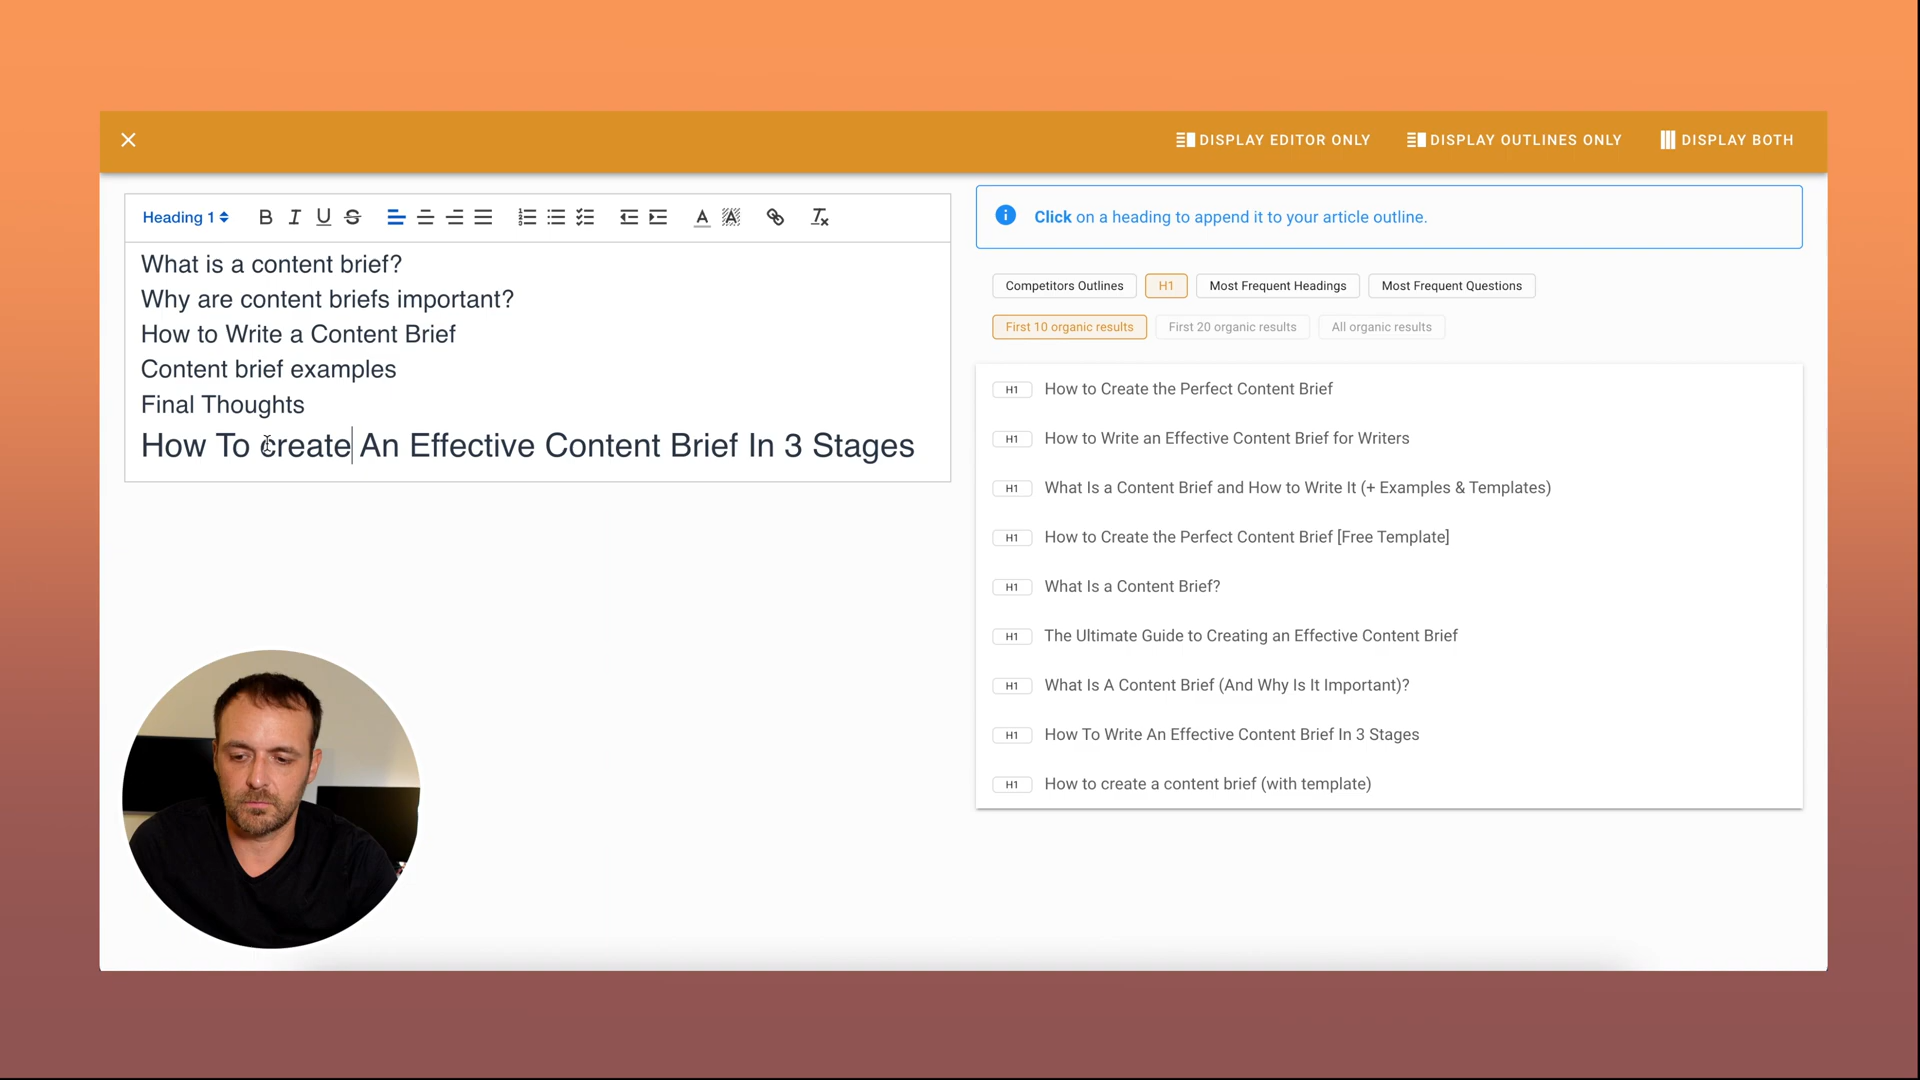 DISPLAY EDITOR ONLY
DISPLAY OUTLINES ONLY
DISPLAY BOTH
Heading 1
What is a content brief?
Why are content briefs important?
How to Write a Content Brief
Content brief examples
Final Thoughts
How To create An Effective Content Brief In 3 Stages
Click on a heading to append it to your article outline.
Competitors Outlines
H1
Most Frequent Headings
Most Frequent Questions
First 10 organic results
First 20 organic results
All organic results
H1 How to Create the Perfect Content Brief
H1 How to Write an Effective Content Brief for Writers
H1 What Is a Content Brief and How to Write It (+ Examples & Templates)
H1 How to Create the Perfect Content Brief [Free Template]
H1 What Is a Content Brief?
H1 The Ultimate Guide to Creating an Effective Content Brief
H1 What Is A Content Brief (And Why Is It Important)?
H1 How To Write An Effective Content Brief In 3 Stages
H1 How to create a content brief (with template)